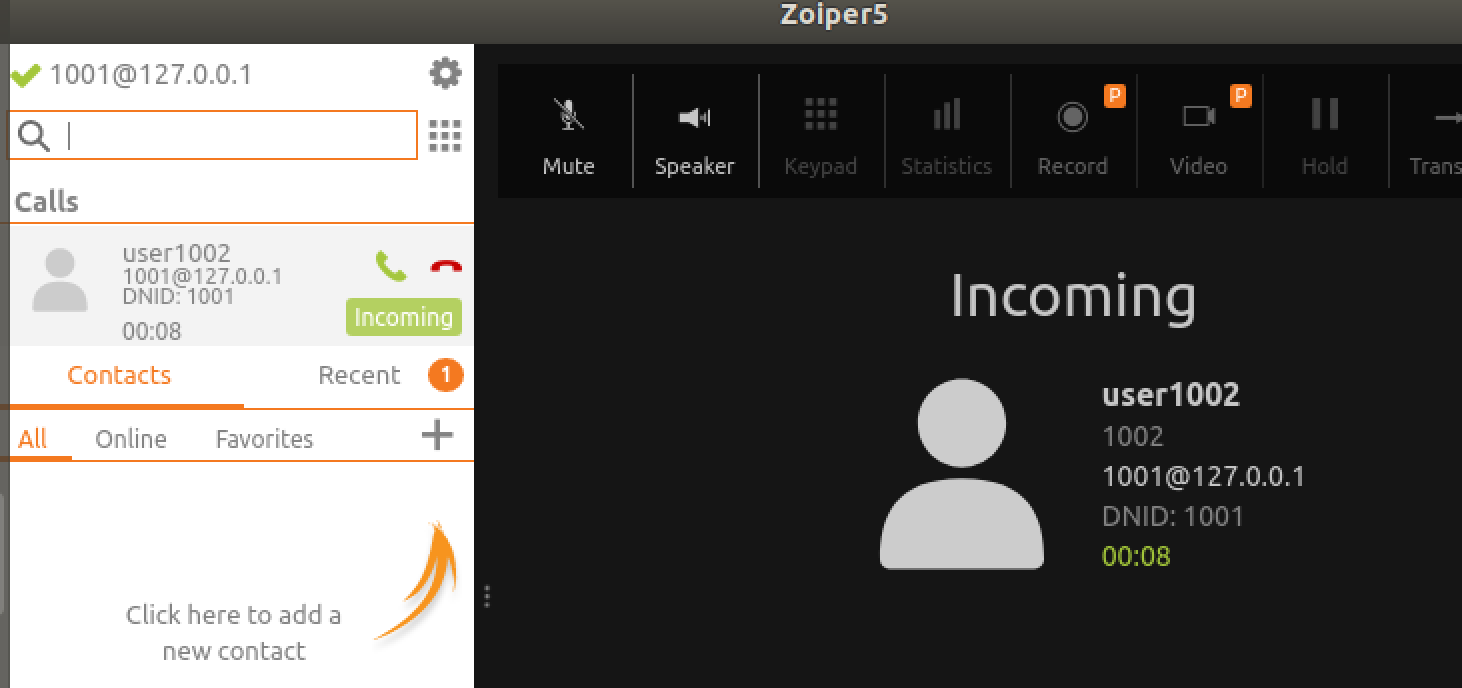 Zoiper5
1001@127.0.0.1
Calls
user1002
1001@127.0.0.1
DNID: 1001
00:08
Incoming
Contacts
Recent 1
All Online Favorites
Click here to add a
new contact
P P
Mute Speaker Keypad Statistics Record Video Hold Trans
Incoming
user1002
1002
1001@127.0.0.1
DNID: 1001
00:08